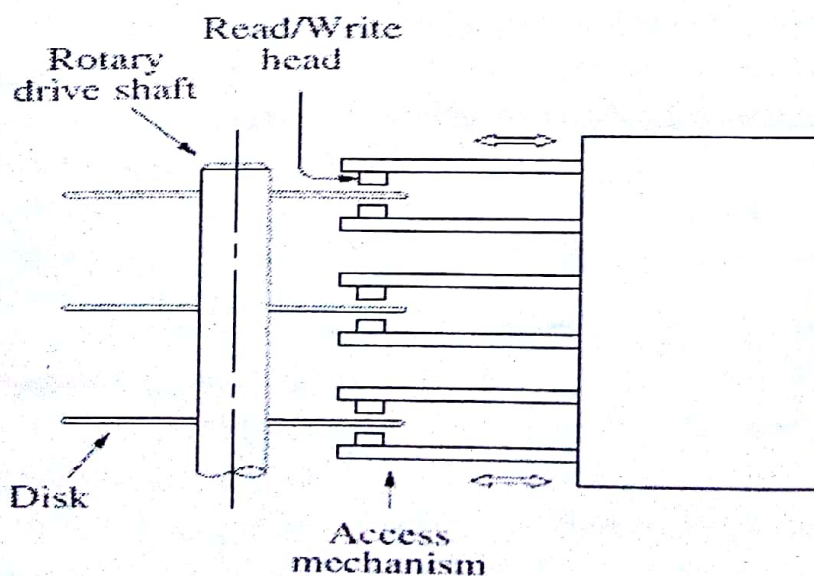 Read/Write
head
Rotary
drive shaft
Disk
Access
mechanism